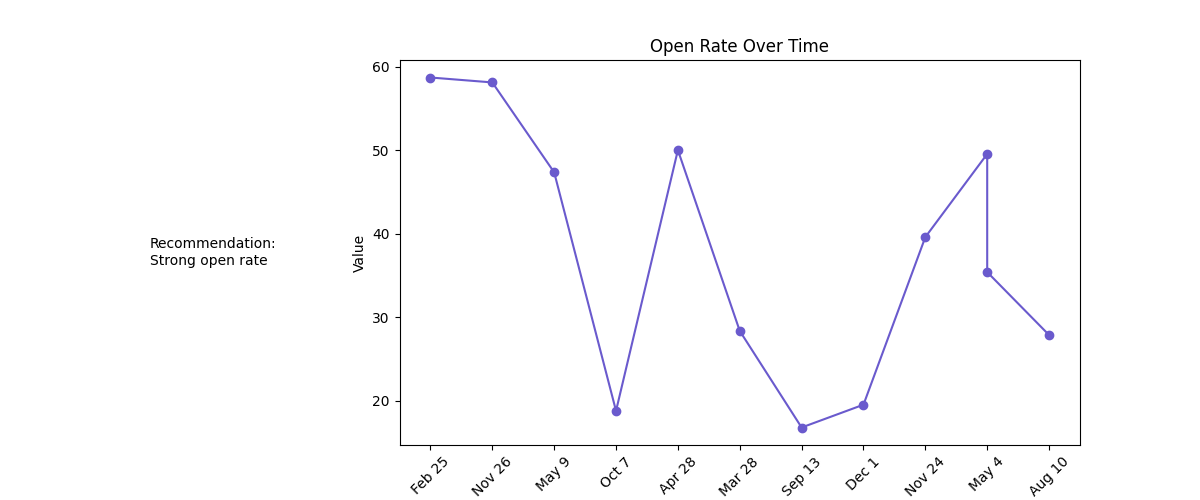 Open Rate Over Time
Recommendation:
Strong open rate
Value
60
50
40
30
20
Feb 25
Nov 26
May 9
Oct 7
Apr 28
Mar 28
Sep 13
Dec 1
Nov 24
May 4
Aug 10